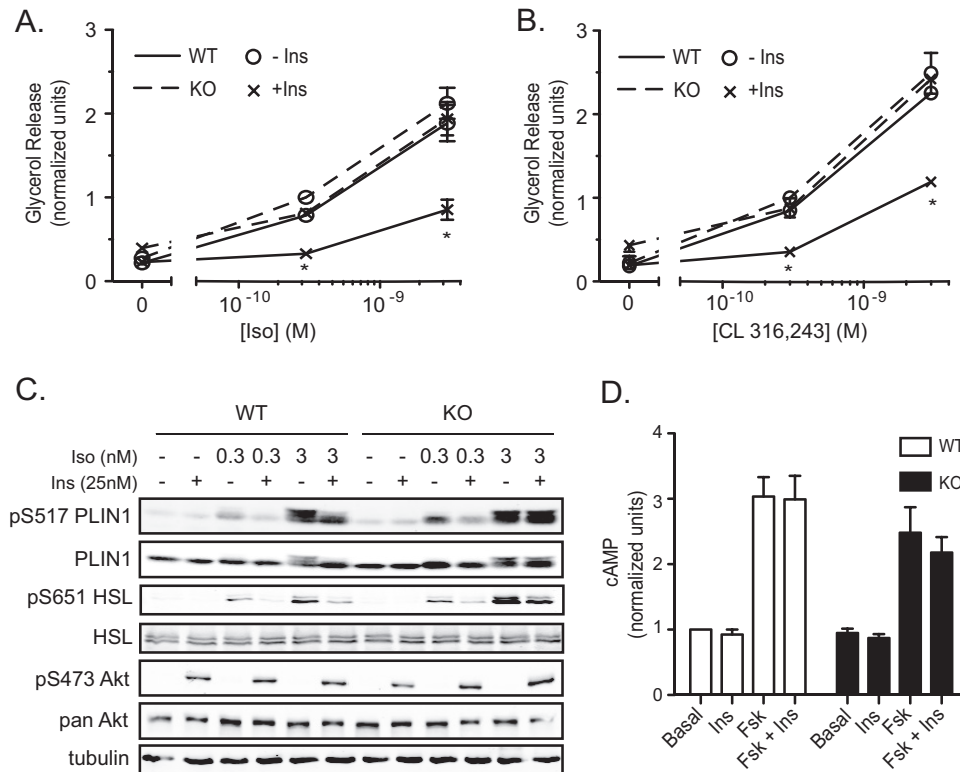 A.
3
2
1
0
Glycerol Release
(normalized units)
WT
- Ins
KO
+Ins
*
*
0
10-10
10-9
[Iso] (M)
B.
3
2
1
0
Glycerol Release
(normalized units)
WT
- Ins
KO
+Ins
*
*
0
10-10
10-9
[CL 316,243] (M)
C.
WT KO
Iso (nM) - - 0.3 0.3 3 3 - - 0.3 0.3 3 3
Ins (25nM) - + - + - + - + - + - +
pS517 PLIN1
PLIN1
pS651 HSL
HSL
pS473 Akt
pan Akt
tubulin
D.
WT
KO
4
3
2
1
0
cAMP
(normalized units)
Basal Ins Fsk Fsk + Ins Basal Ins Fsk Fsk + Ins